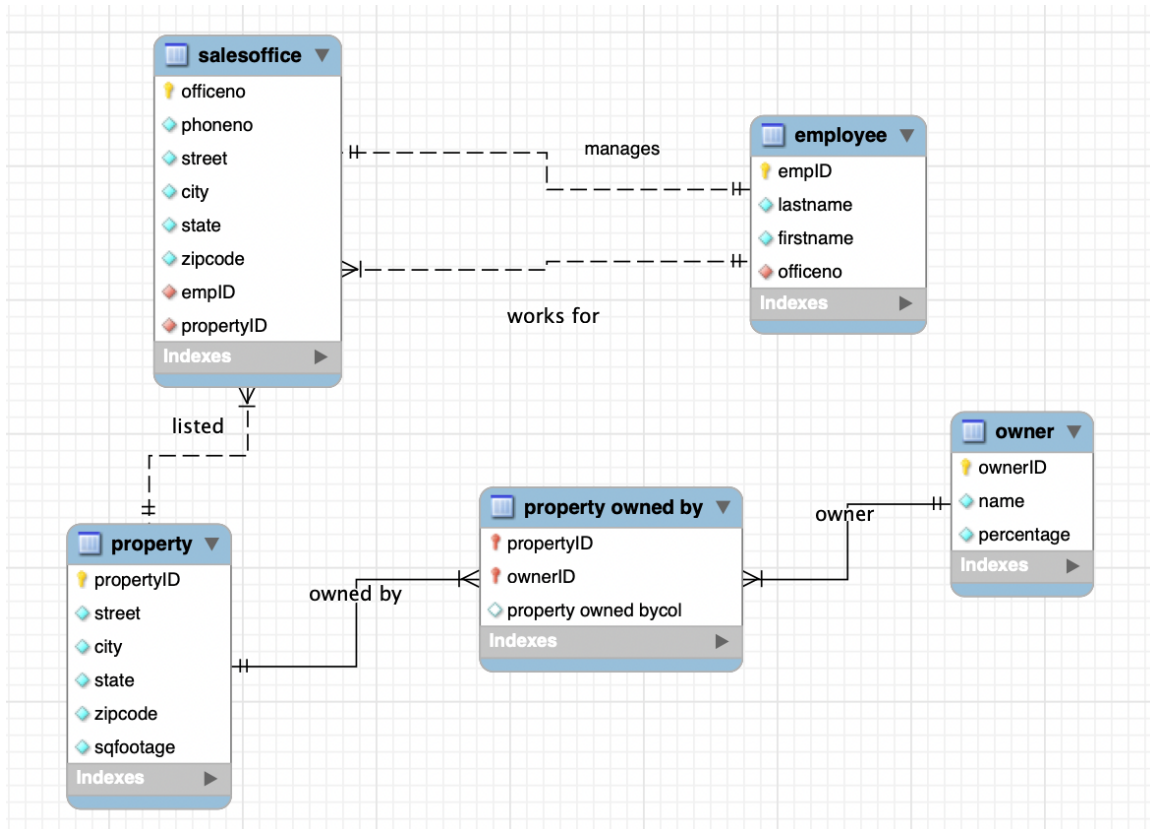 salesoffice
officeno
phoneno
street
city
state
zipcode
empID
propertyID
Indexes
manages
works for
employee
empID
lastname
firstname
officeno
Indexes
listed
property
propertyID
street
city
state
zipcode
sqfootage
Indexes
owned by
property owned by
propertyID
ownerID
property owned bycol
Indexes
owner
owner
ownerID
name
percentage
Indexes